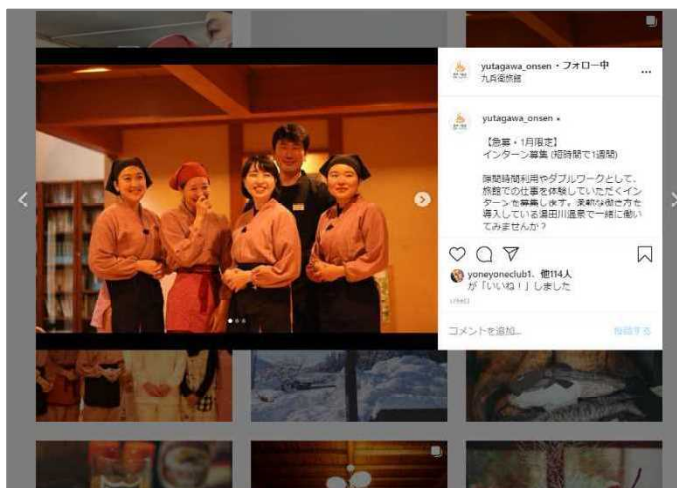 yutagawa_onsen • フォロー中
九兵衛旅館
yutagawa_onsen
【急募・1月限定】
インターン募集 (短時間で1週間)
隙間時間利用やダブルワークとして、
旅館での仕事を体験していただくイン
ターンを募集します。柔軟な働き方を
導入している湯田川温泉で一緒に働い
てみませんか?
yoneyoneclub1、他114人
が「いいね!」しました
コメントを追加...
投稿する